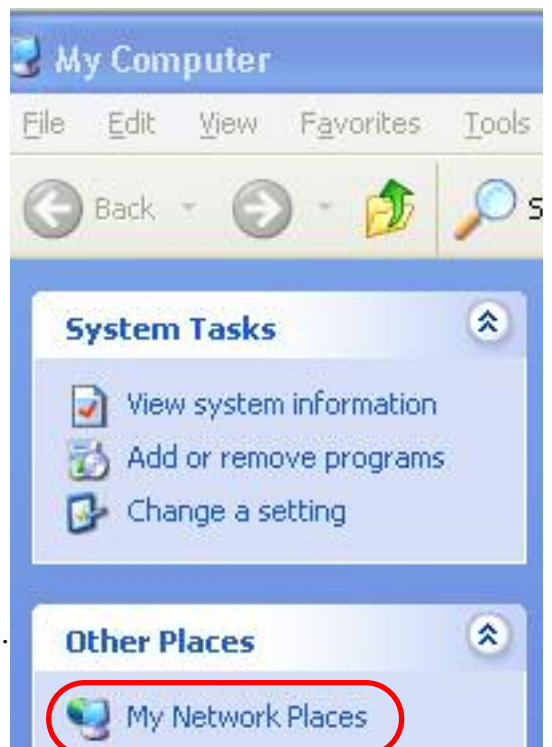 My Computer
File Edit View Favorites Tools
Back S
System Tasks
View system information
Add or remove programs
Change a setting
.
Other Places
My Network Places